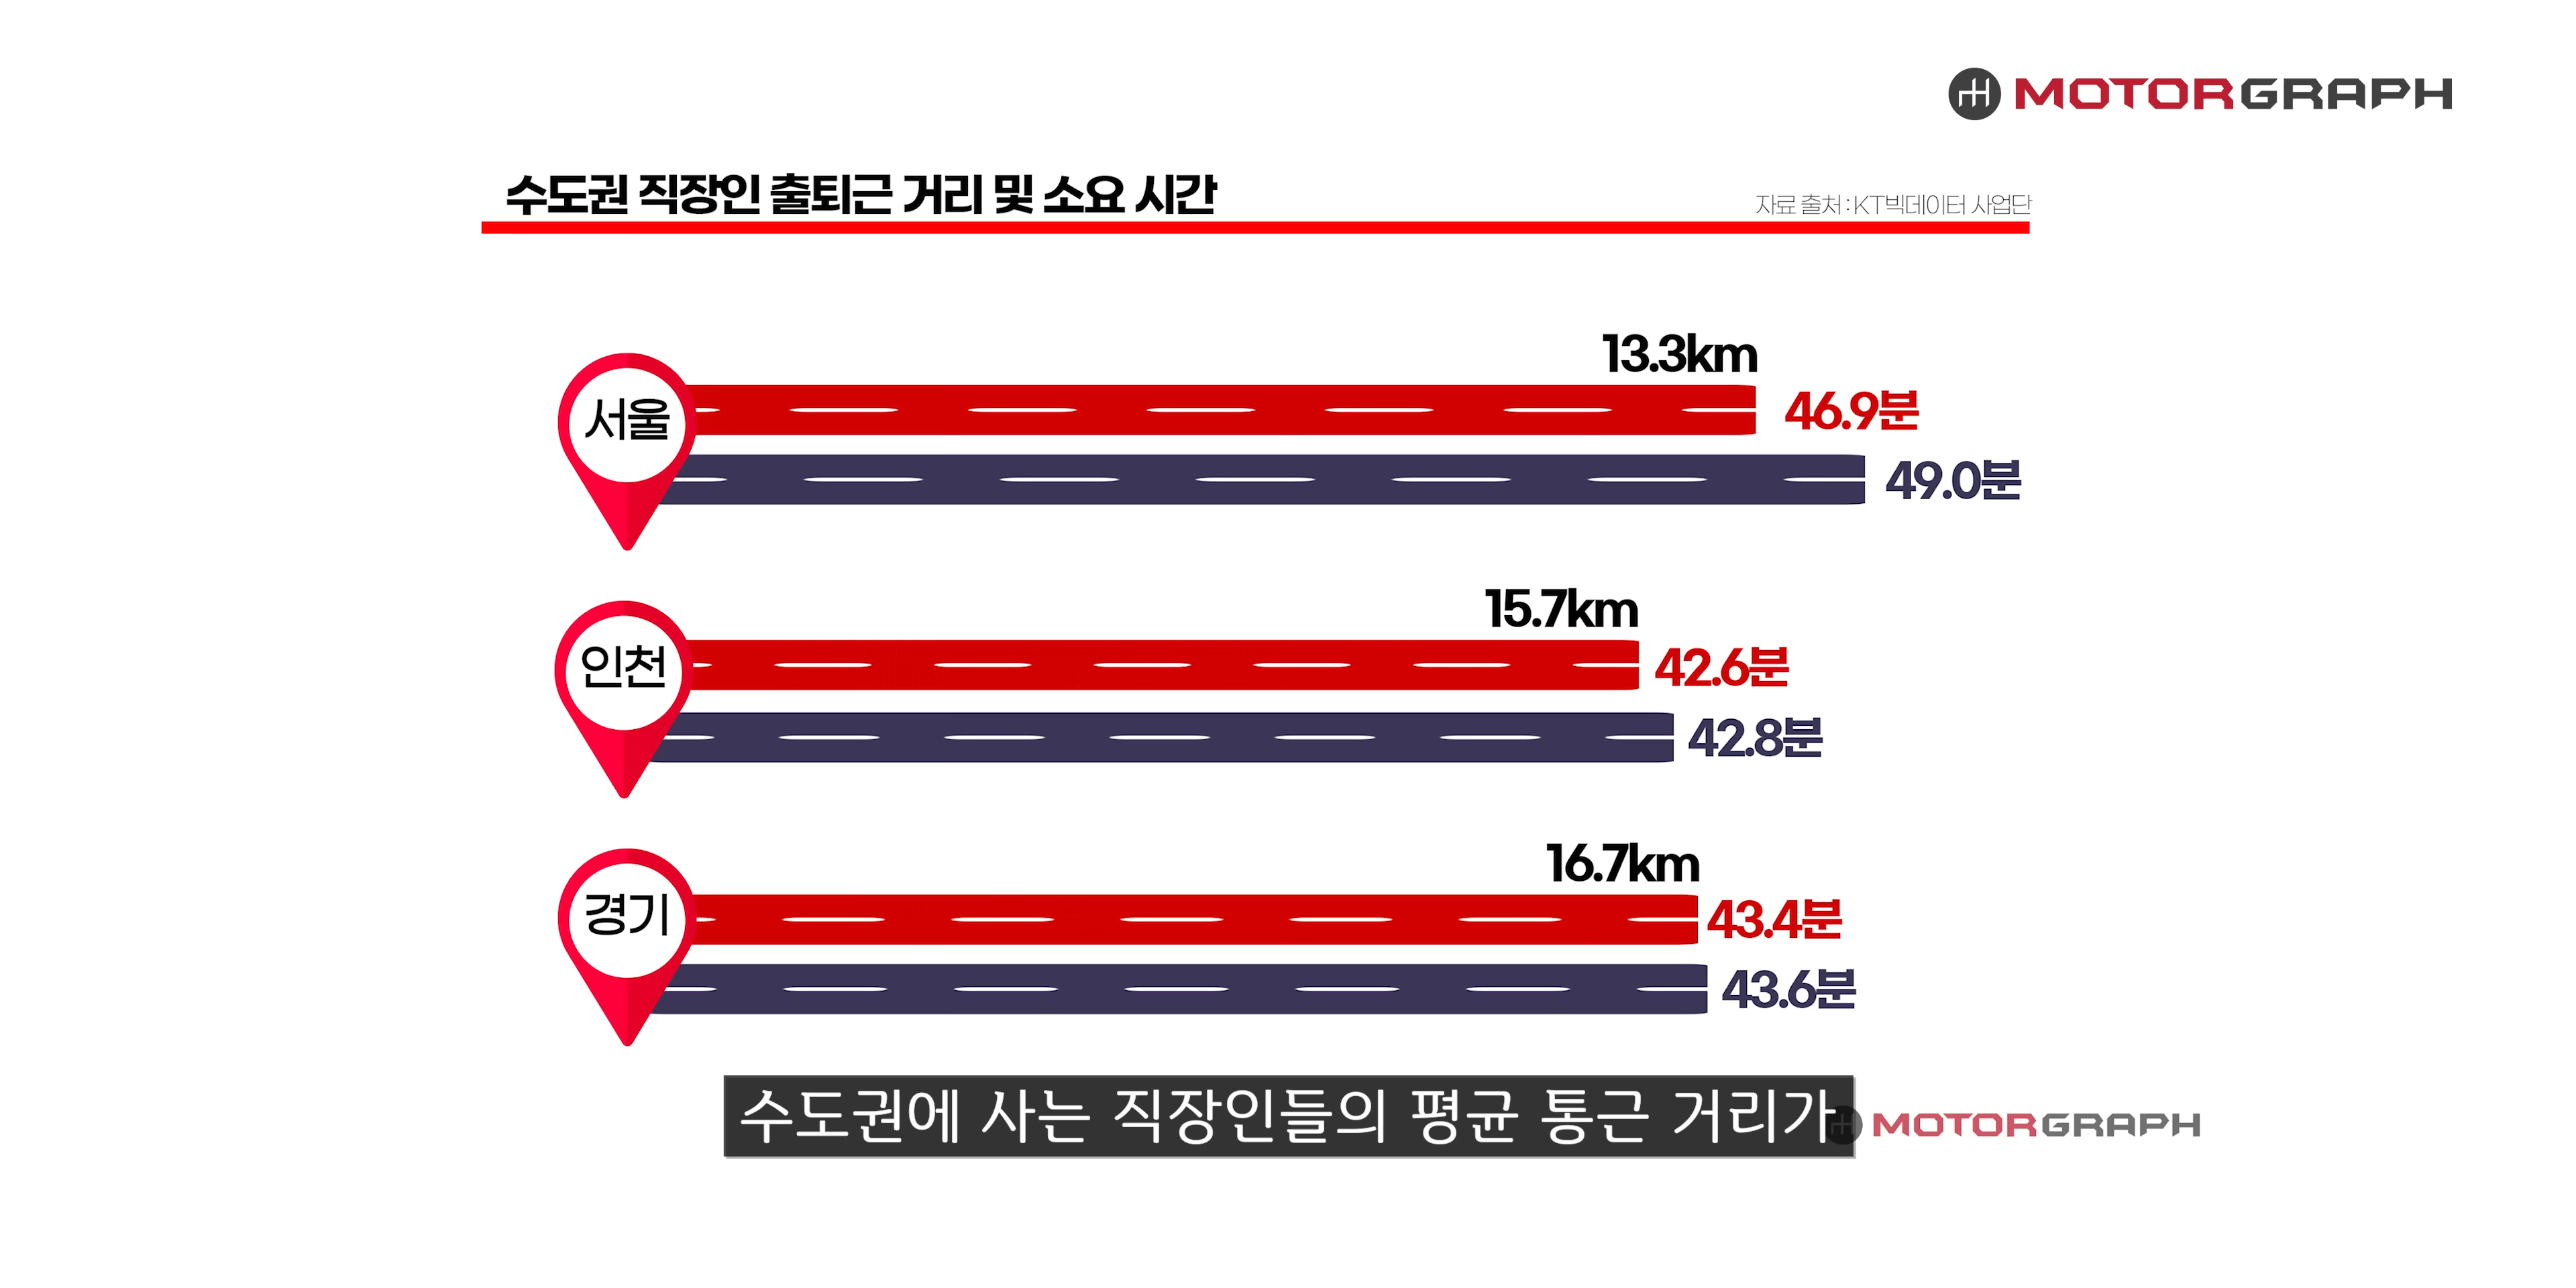 MOTORGRAPH
수도권 직장인 출퇴근 거리 및 소요 시간
자료 출처 : KT빅데이터 사업단
서울
13.3km
46.9분
49.0분
인천
15.7km
42.6분
42.8분
경기
16.7km
43.4분
43.6분
수도권에 사는 직장인들의 평균 통근 거리가
MOTORGRAPH